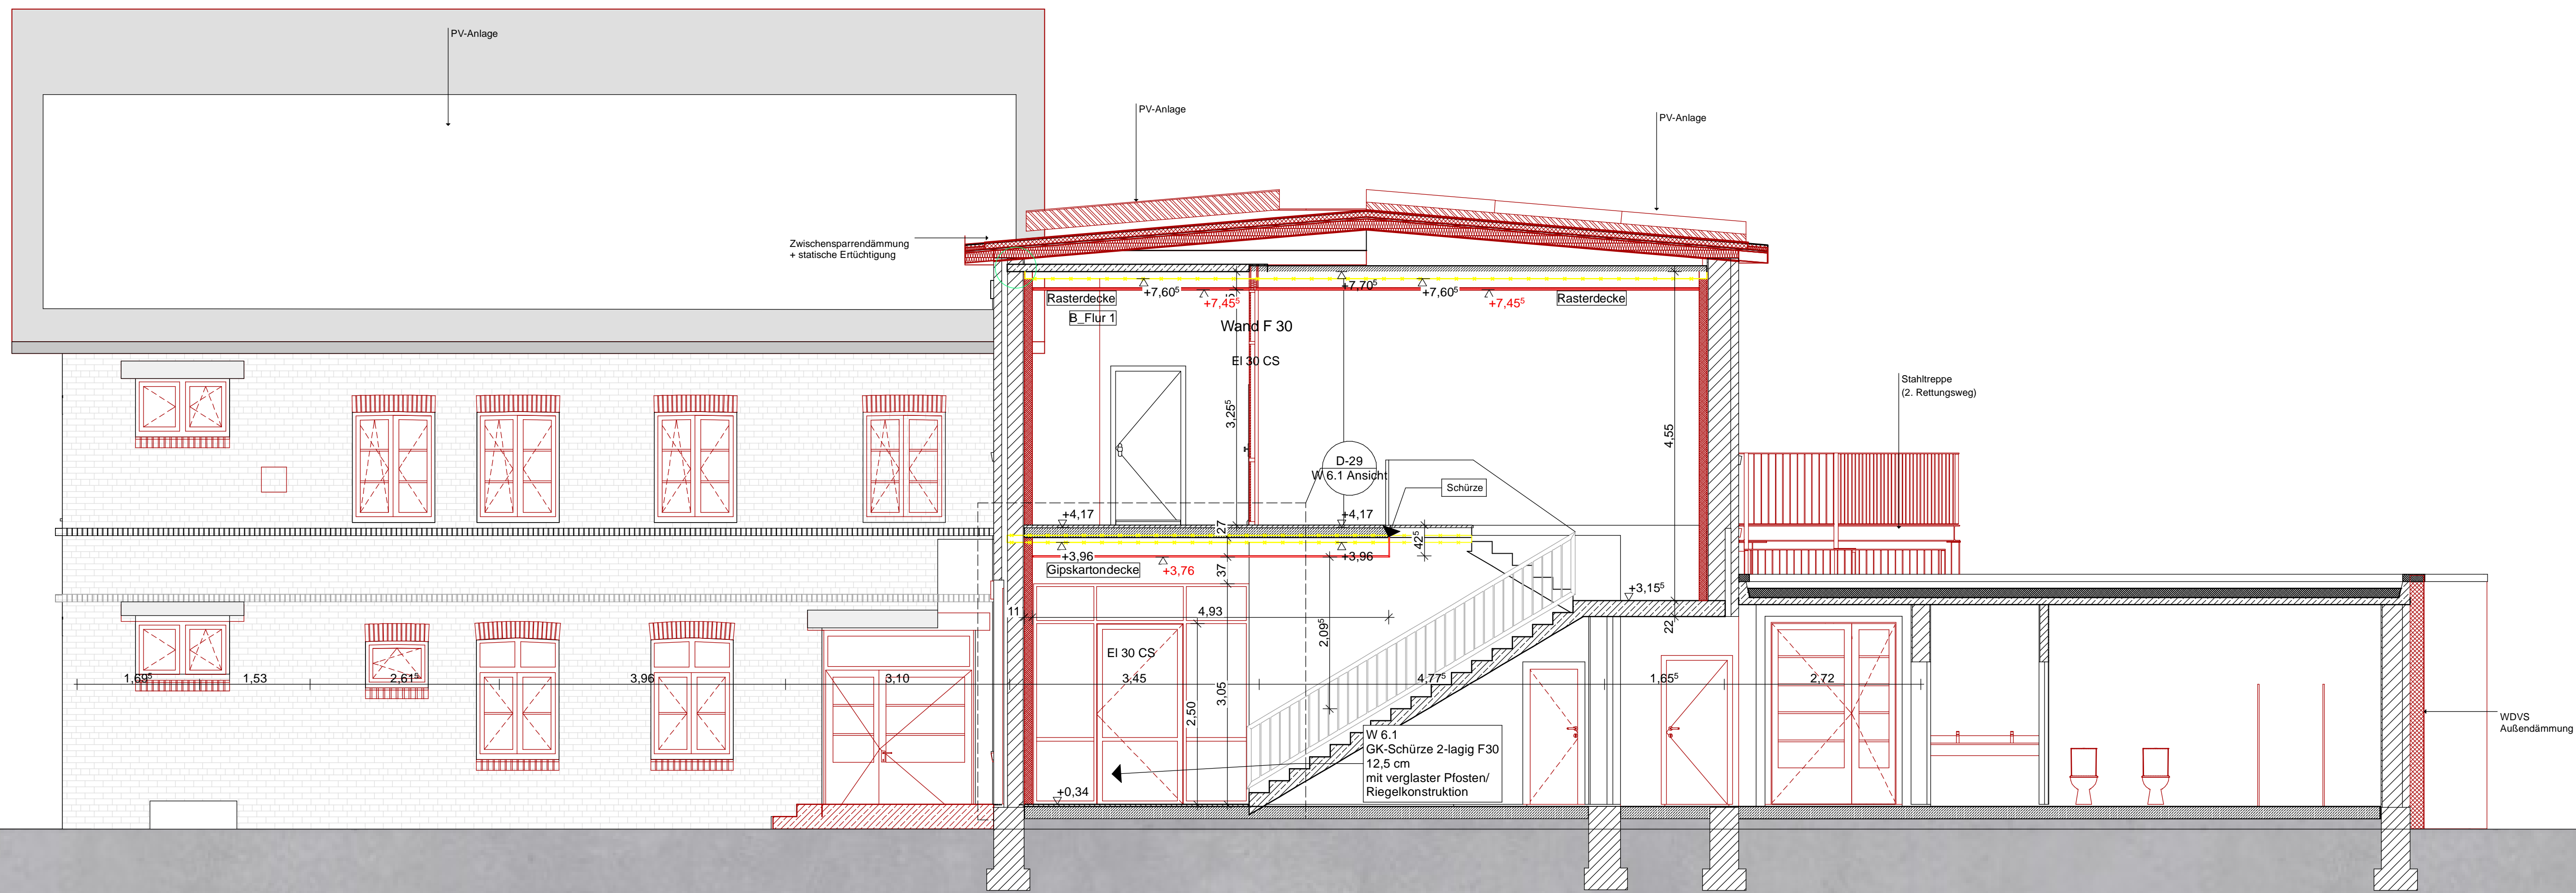 PV-Anlage
PV-Anlage
PV-Anlage
Zwischensparrendämmung
+ statische Ertüchtigung
Rasterdecke
+7,60⁵
+7,45⁵
+7,70⁵
+7,60⁵
+7,45⁵
Rasterdecke
B_Flur 1
Wand F 30
EI 30 CS
3,25⁵
4,55
Stahltreppe
(2. Rettungsweg)
D-29
W 6.1 Ansicht
Schürze
+4,17
27
+4,17
42⁵
+3,96
+3,96
Gipskartondecke
+3,76
37
+3,15⁵
11
4,93
22
2,09⁵
EI 30 CS
1,69⁵
1,53
2,61⁵
3,96
3,10
3,45
4,77⁵
1,65⁵
2,72
3,05
2,50
W 6.1
GK-Schürze 2-lagig F30
12,5 cm
mit verglaster Pfosten/
Riegelkonstruktion
WDVS
Außendämmung
+0,34